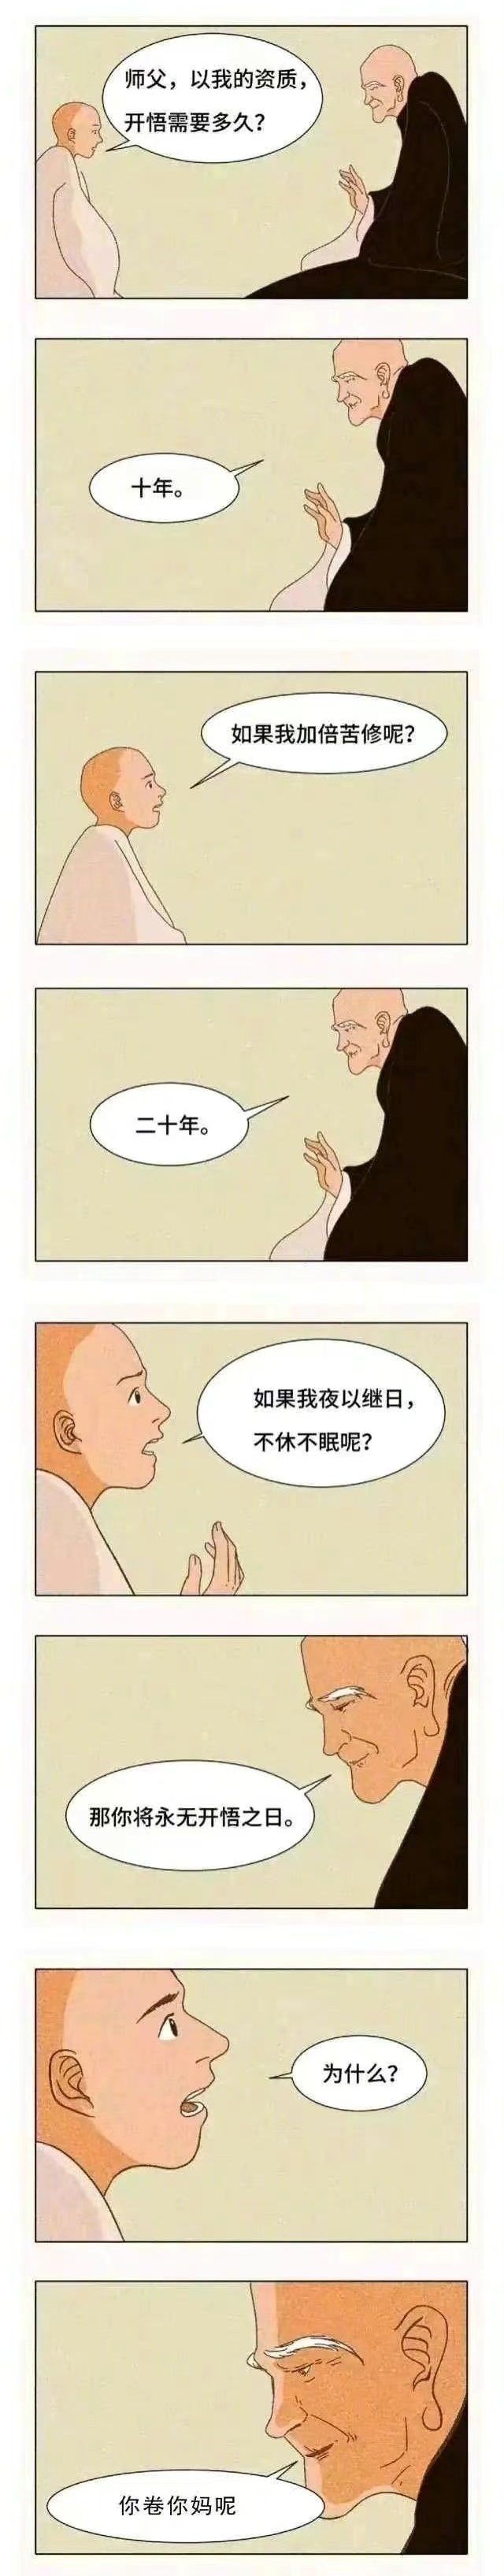 师父，以我的资质，
开悟需要多久？
十年。
如果我加倍苦修呢？
二十年。
如果我夜以继日，
不休不眠呢？
那你将永无开悟之日。
为什么？
你卷你妈呢